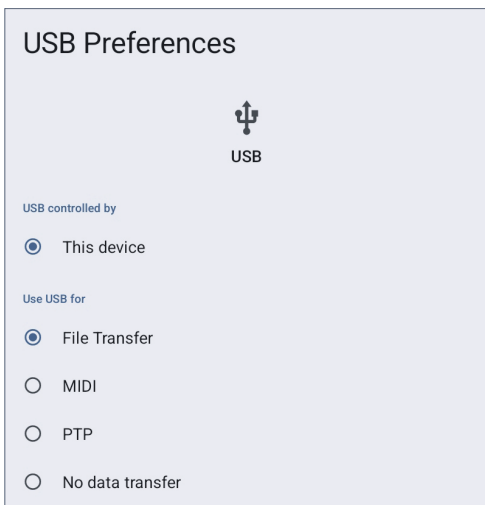 USB Preferences
USB
USB controlled by
This device
Use USB for
File Transfer
MIDI
PTP
No data transfer